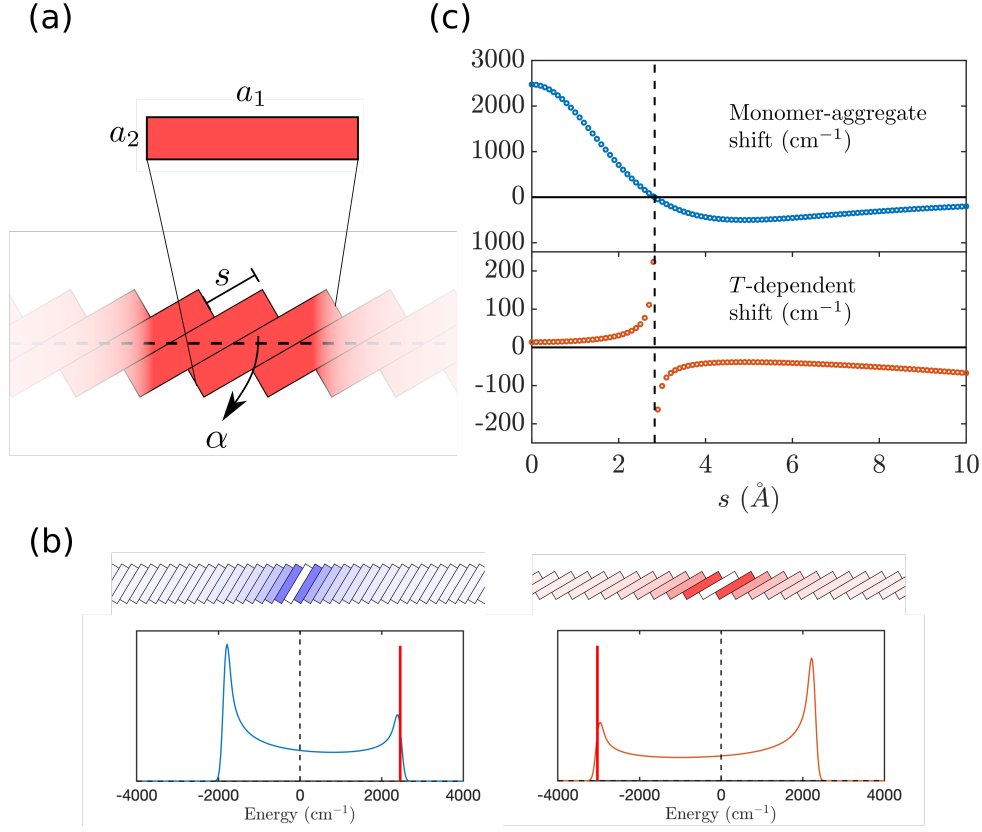 (a)
a1
a2
s
α
(c)
3000
2000
1000
0
1000
200
100
0
-100
-200
0
2
4
6
8
10
s (Å)
Monomer-aggregate
shift (cm⁻¹)
T-dependent
shift (cm⁻¹)
(b)
-4000
-2000
0
2000
4000
Energy (cm⁻¹)
-4000
-2000
0
2000
4000
Energy (cm⁻¹)